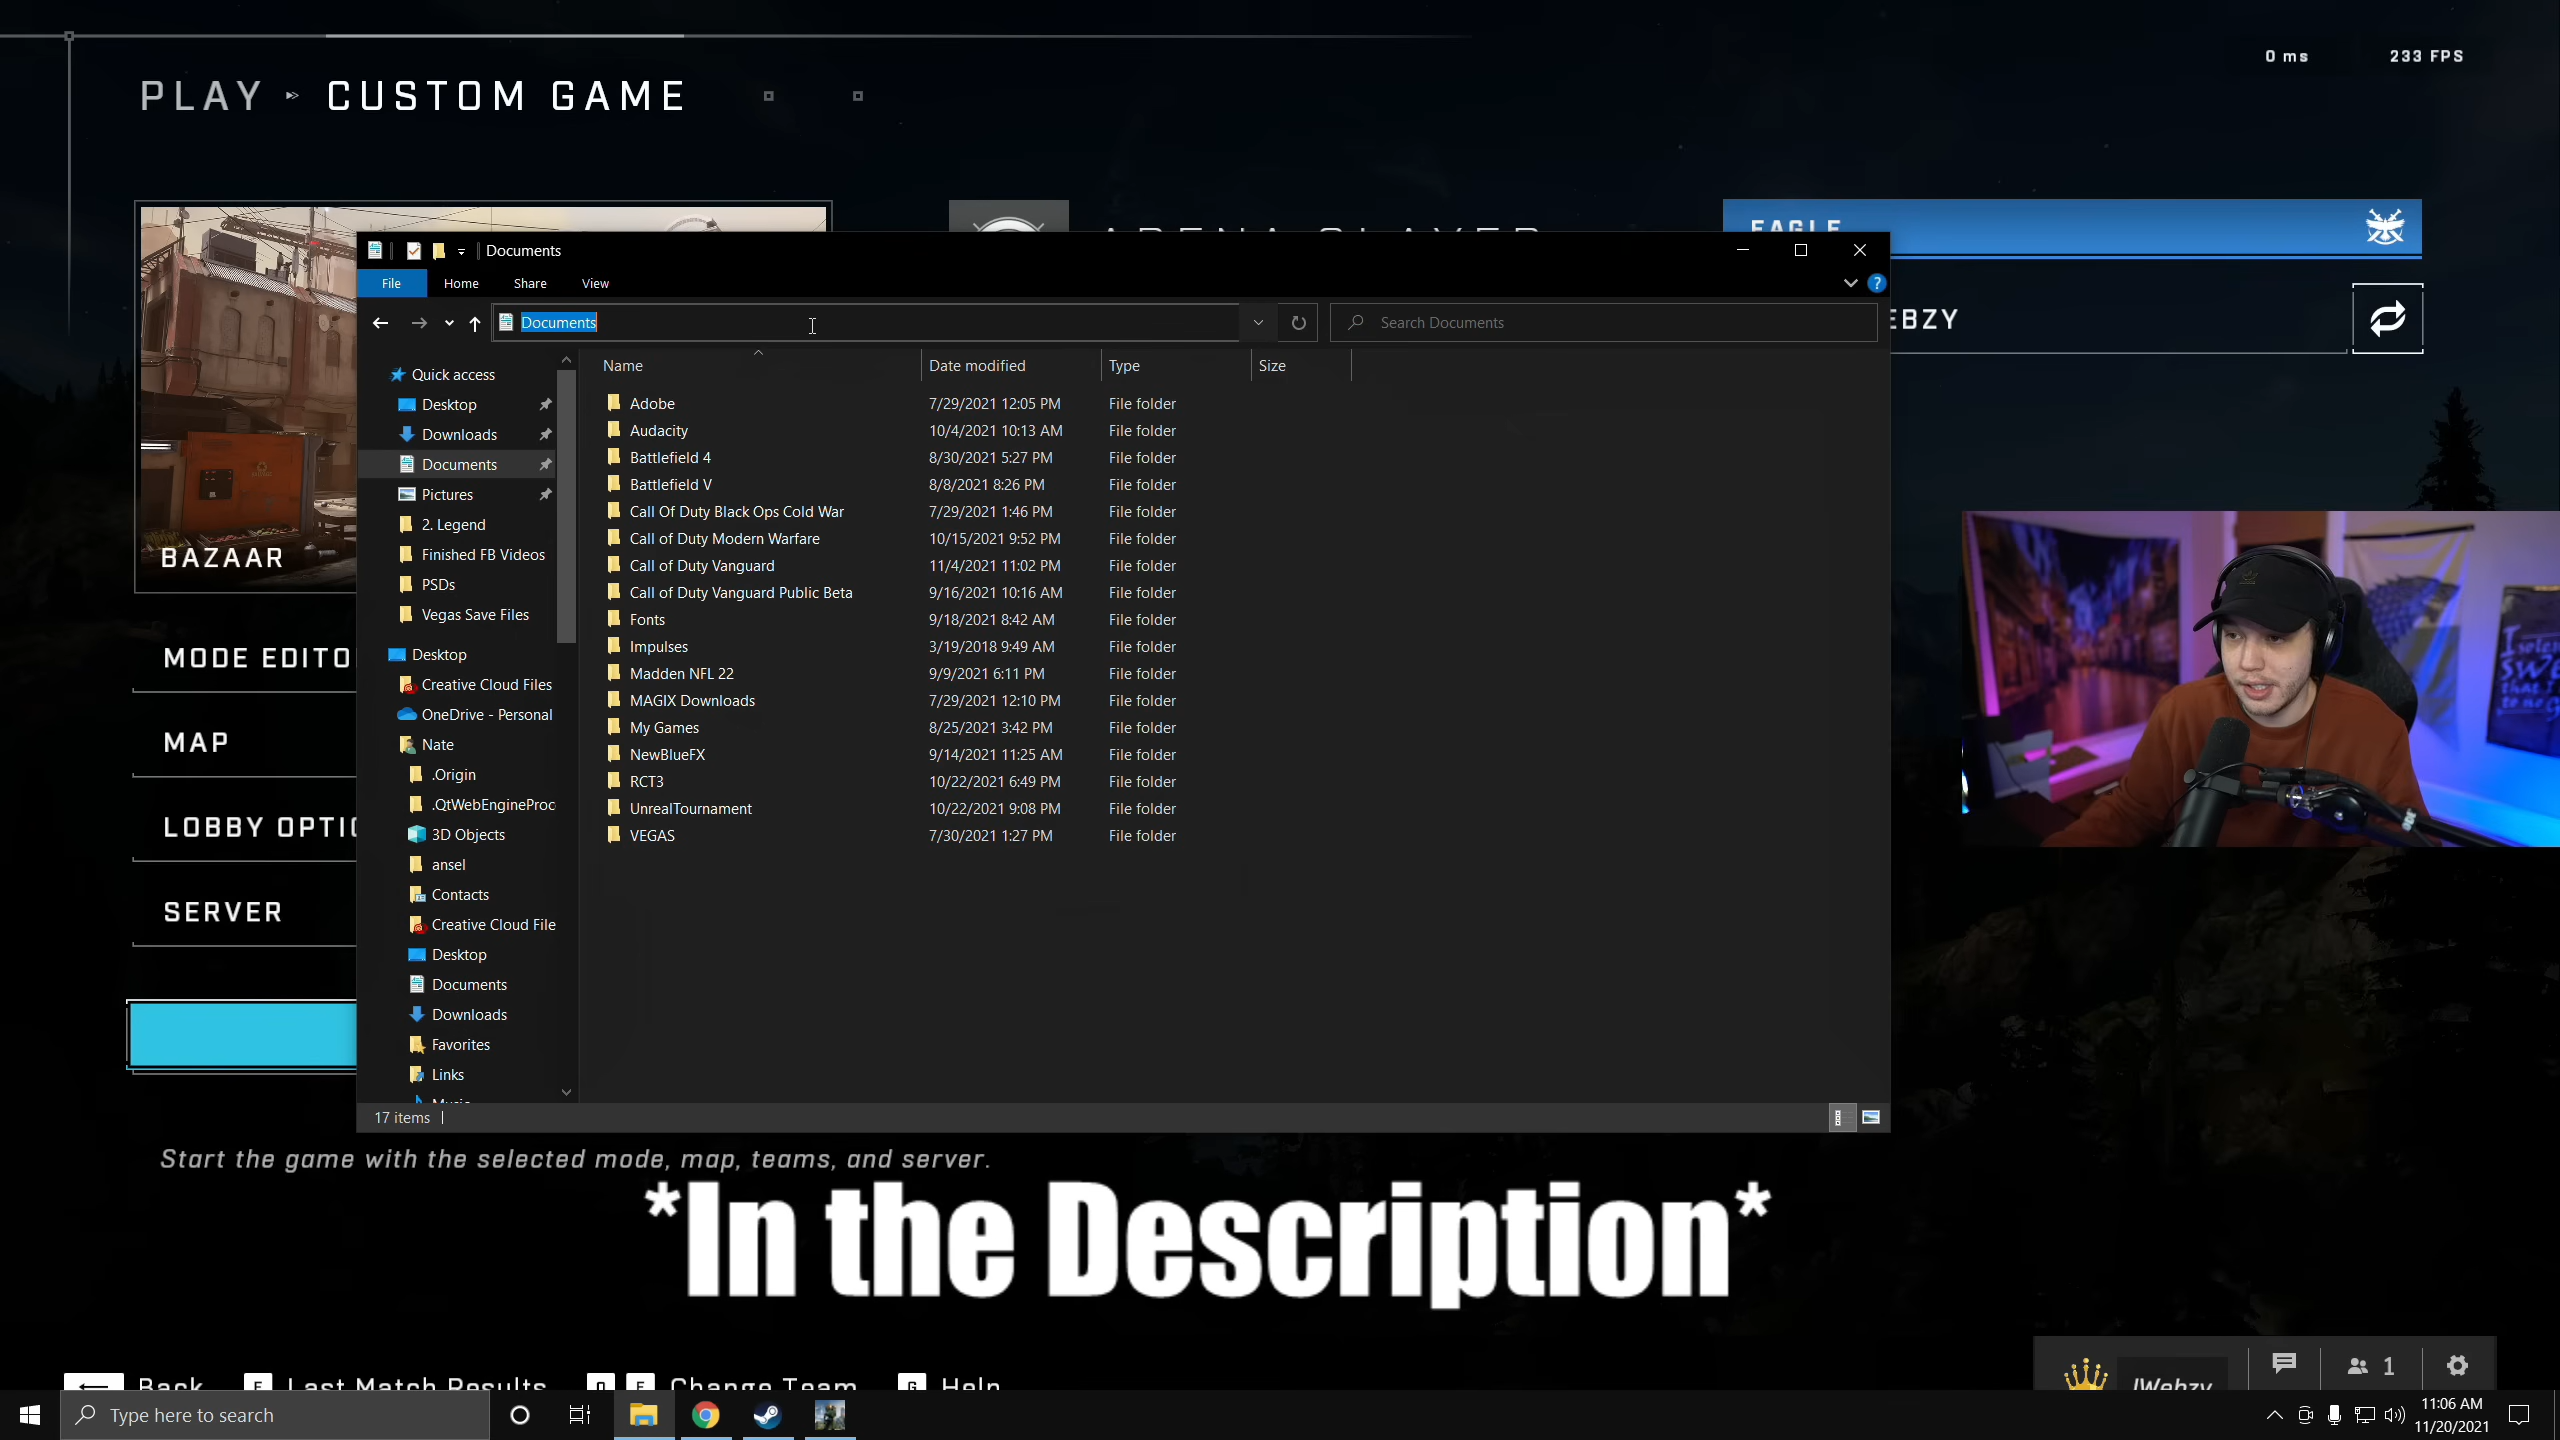 0 ms
233 FPS
PLAY
CUSTOM GAME
EAGLE
EBZY
BAZAAR
MODE EDITO
MAP
LOBBY OPTIO
SERVER
Documents
File
Home
Share
View
Documents
Search Documents
Name
Date modified
Type
Size
Quick access
Desktop
Downloads
Documents
Pictures
2. Legend
Finished FB Videos
PSDs
Vegas Save Files
Desktop
Creative Cloud Files
OneDrive - Personal
Nate
.Origin
.QtWebEngineProc
3D Objects
ansel
Contacts
Creative Cloud File
Desktop
Documents
Downloads
Favorites
Links
Adobe 7/29/2021 12:05 PM File folder
Audacity 10/4/2021 10:13 AM File folder
Battlefield 4 8/30/2021 5:27 PM File folder
Battlefield V 8/8/2021 8:26 PM File folder
Call Of Duty Black Ops Cold War 7/29/2021 1:46 PM File folder
Call of Duty Modern Warfare 10/15/2021 9:52 PM File folder
Call of Duty Vanguard 11/4/2021 11:02 PM File folder
Call of Duty Vanguard Public Beta 9/16/2021 10:16 AM File folder
Fonts 9/18/2021 8:42 AM File folder
Impulses 3/19/2018 9:49 AM File folder
Madden NFL 22 9/9/2021 6:11 PM File folder
MAGIX Downloads 7/29/2021 12:10 PM File folder
My Games 8/25/2021 3:42 PM File folder
NewBlueFX 9/14/2021 11:25 AM File folder
RCT3 10/22/2021 6:49 PM File folder
UnrealTournament 10/22/2021 9:08 PM File folder
VEGAS 7/30/2021 1:27 PM File folder
17 items
Start the game with the selected mode, map, teams, and server.
*In the Description*
Back
Last Match Results
Change Team
Help
1
Type here to search
11:06 AM
11/20/2021